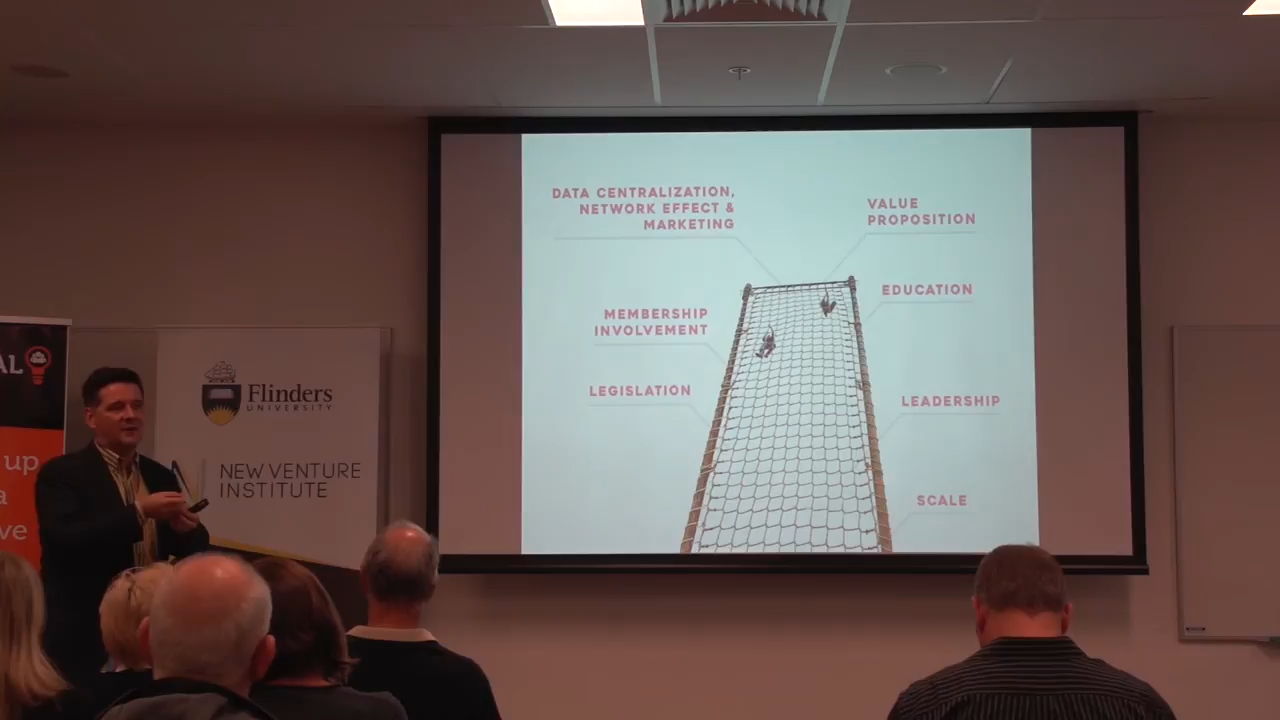 DATA CENTRALIZATION,
NETWORK EFFECT &
MARKETING
VALUE
PROPOSITION
EDUCATION
MEMBERSHIP
INVOLVEMENT
LEGISLATION
LEADERSHIP
SCALE
AL
up
a
ve
Flinders
UNIVERSITY
NEW VENTURE
INSTITUTE